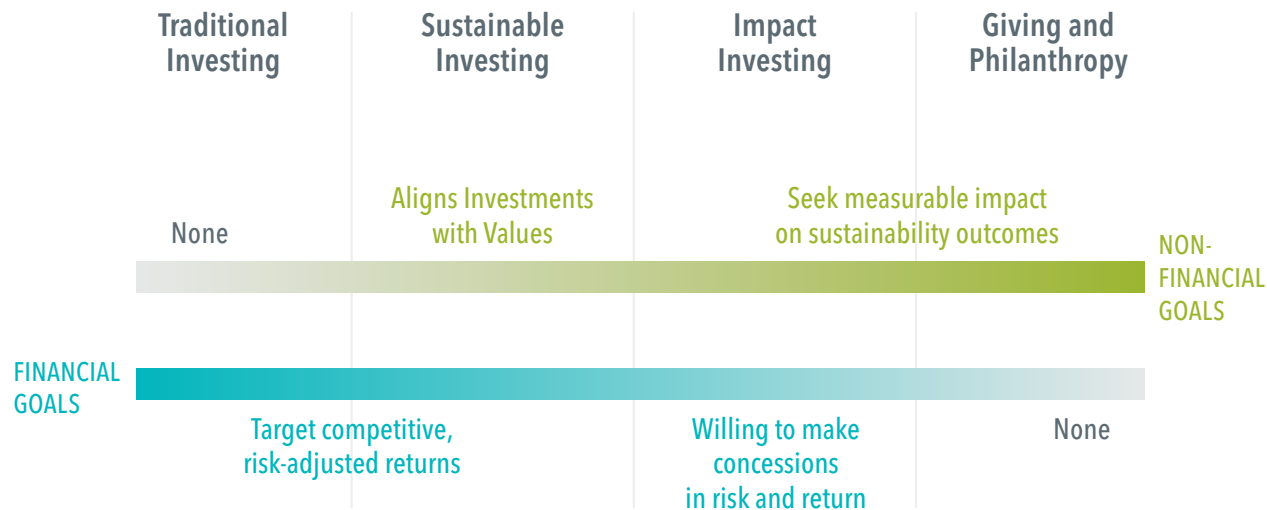 Traditional
Investing
Sustainable
Investing
Impact
Investing
Giving and
Philanthropy
None
Aligns Investments
with Values
Seek measurable impact
on sustainability outcomes
NON-
FINANCIAL
GOALS
FINANCIAL
GOALS
Target competitive,
risk-adjusted returns
Willing to make
concessions
in risk and return
None